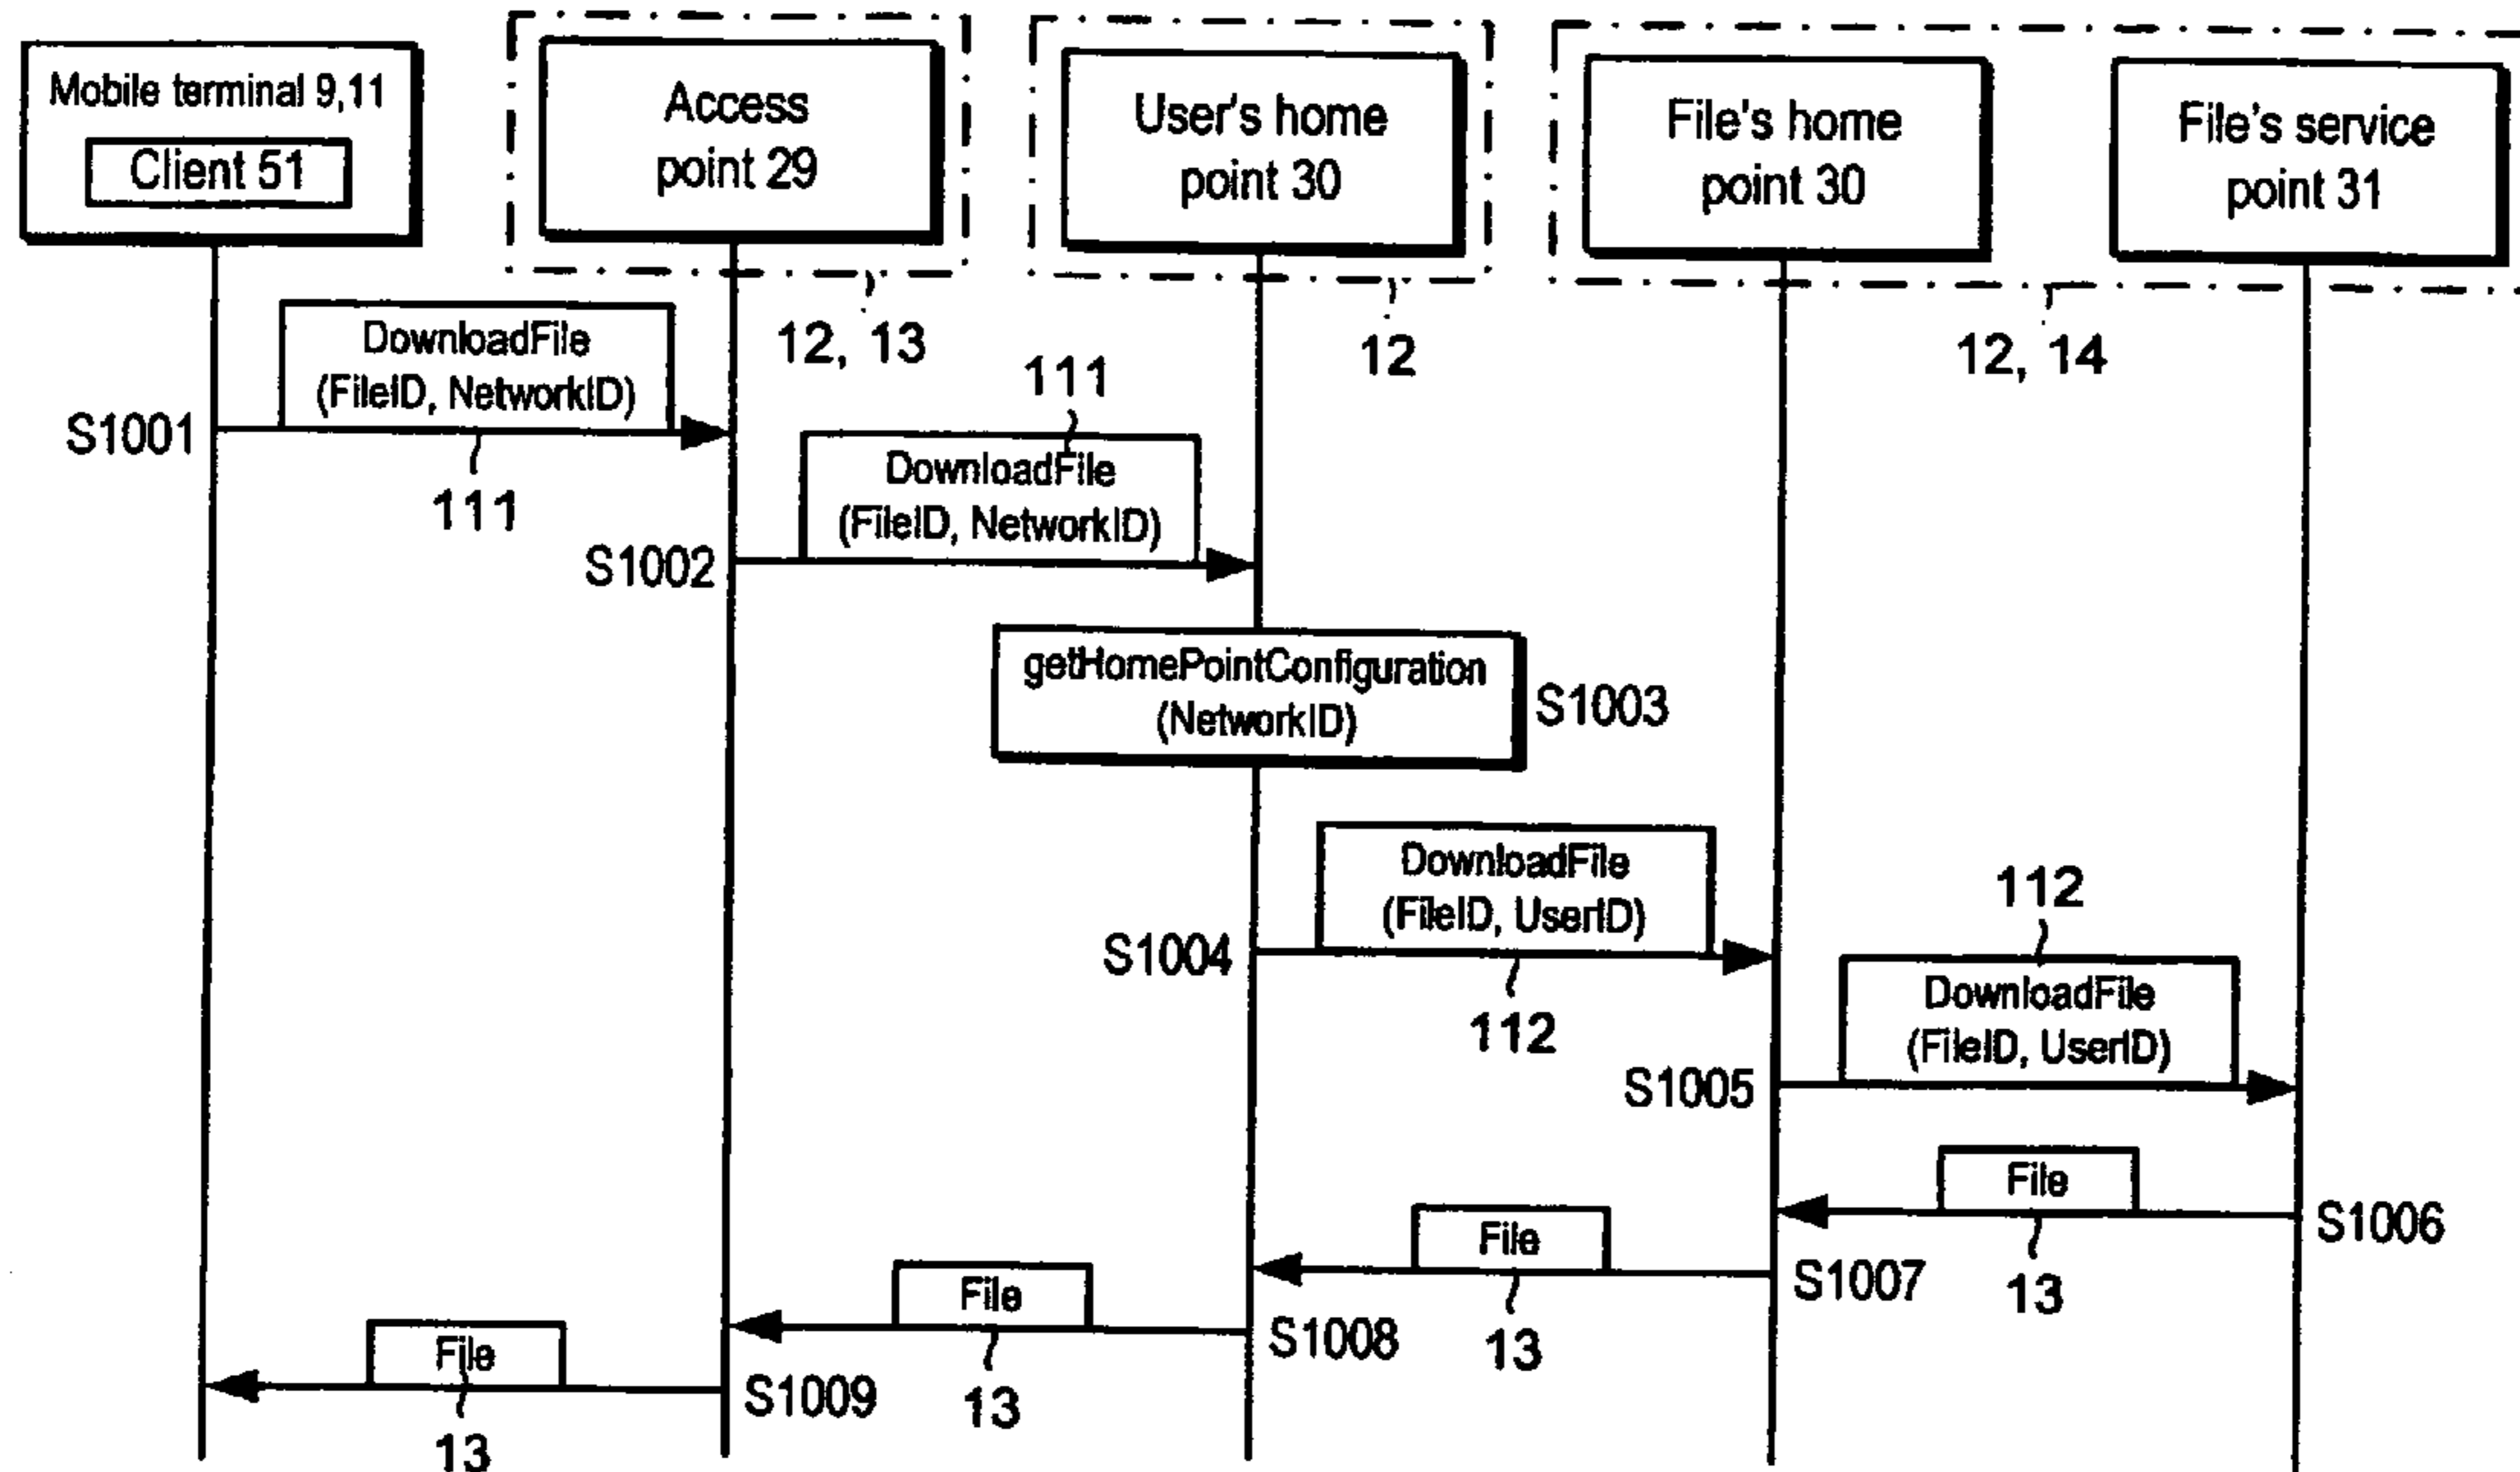 Mobile terminal 9,11
Client 51
Access
point 29
User's home
point 30
File's home
point 30
File's service
point 31
12, 13
12
12, 14
DownloadFile
(FileID, NetworkID)
S1001
111
111
DownloadFile
(FileID, NetworkID)
S1002
getHomePointConfiguration
(NetworkID)
S1003
DownloadFile
(FileID, UserID)
S1004
112
112
DownloadFile
(FileID, UserID)
S1005
File
S1006
13
File
S1007
13
File
S1008
13
File
S1009
13